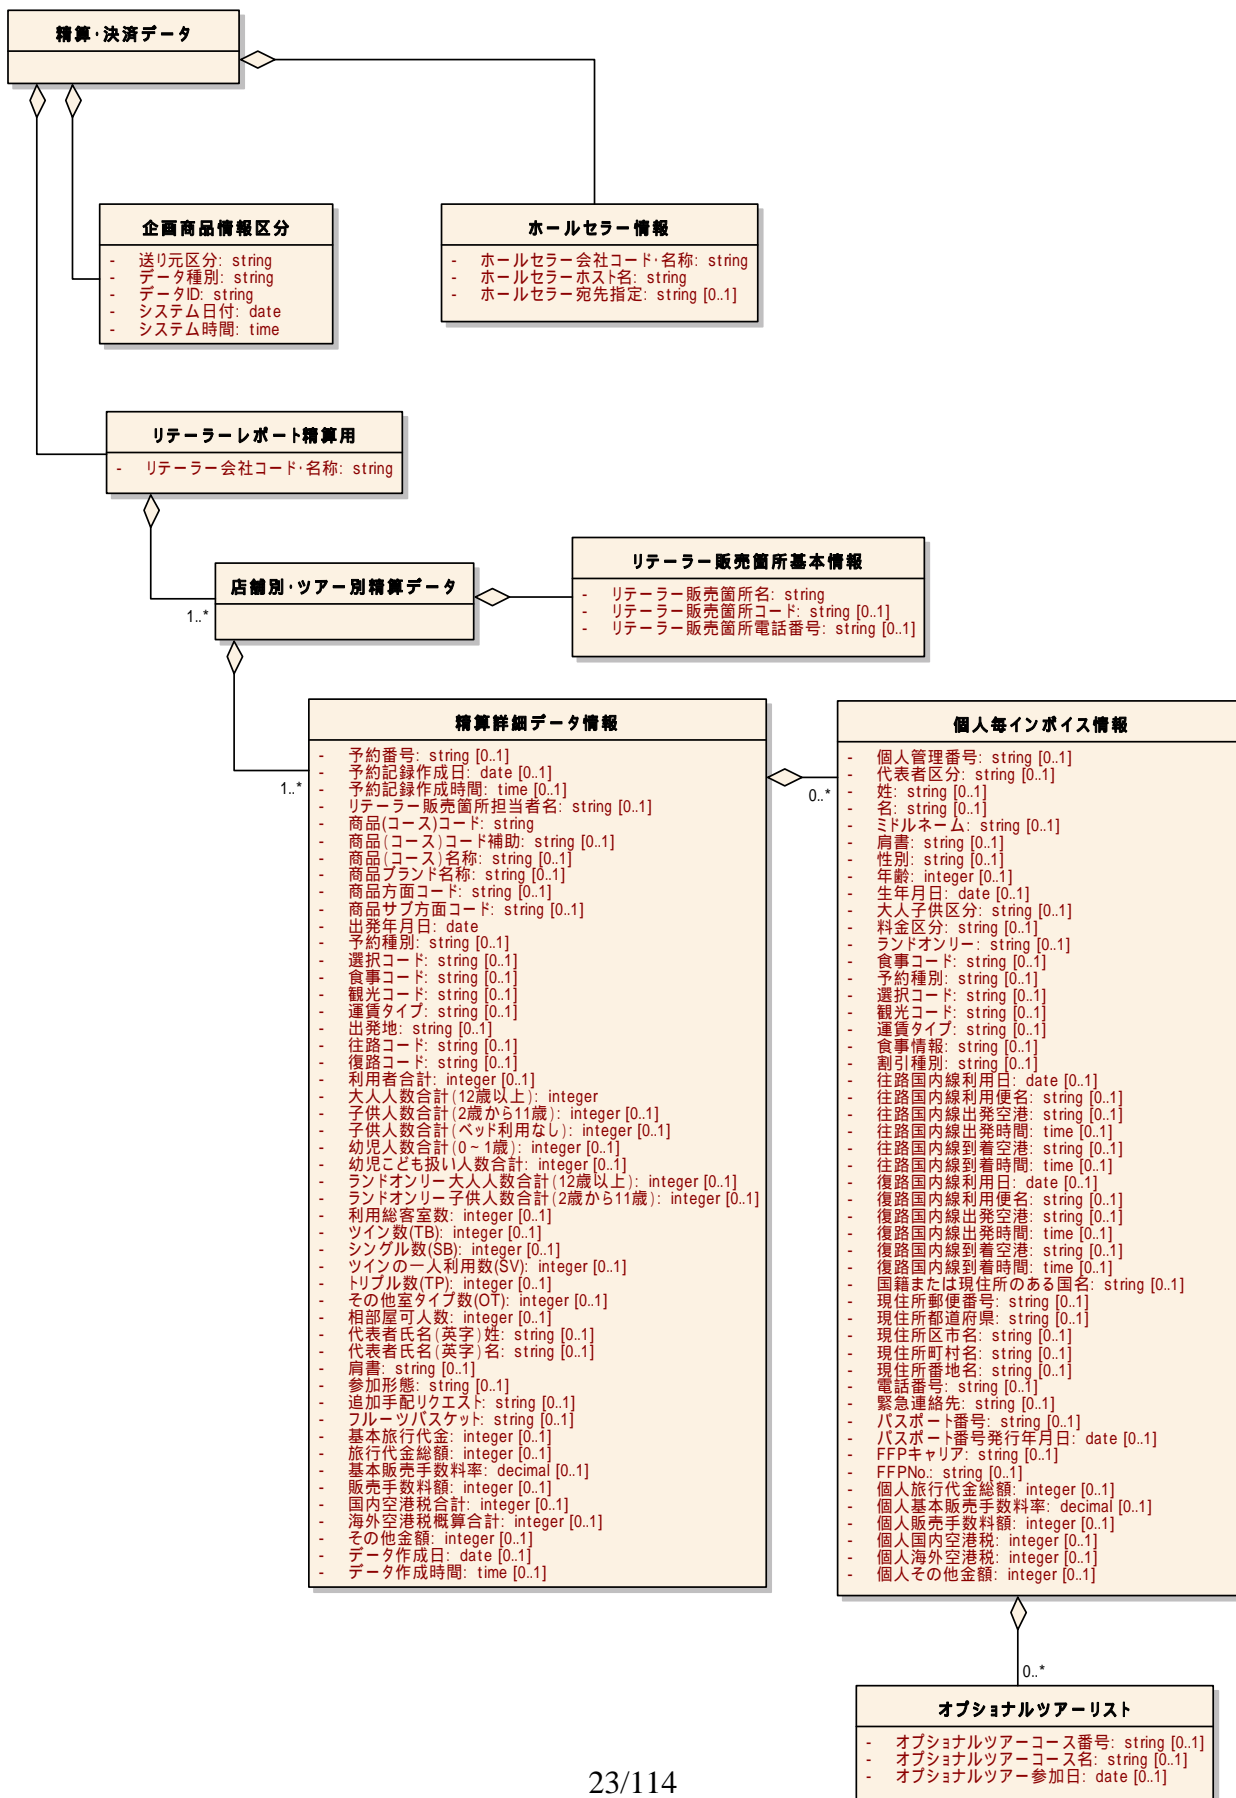 精算・決済データ
企画商品情報区分
- 送り元区分: string
- データ種別: string
- データID: string
- システム日付: date
- システム時間: time
ホールセラー情報
- ホールセラー会社コード・名称: string
- ホールセラーホスト名: string
- ホールセラー宛先指定: string [0..1]
リテーラーレポート精算用
- リテーラー会社コード・名称: string
1..*
店舗別・ツアー別精算データ
リテーラー販売箇所基本情報
- リテーラー販売箇所名: string
- リテーラー販売箇所コード: string [0..1]
- リテーラー販売箇所電話番号: string [0..1]
1..*
精算詳細データ情報
- 予約番号: string [0..1]
- 予約記録作成日: date [0..1]
- 予約記録作成時間: time [0..1]
- リテーラー販売箇所担当者名: string [0..1]
- 商品(コース)コード: string
- 商品(コース)コード補助: string [0..1]
- 商品(コース)名称: string [0..1]
- 商品ブランド名称: string [0..1]
- 商品方面コード: string [0..1]
- 商品サブ方面コード: string [0..1]
- 出発年月日: date
- 予約種別: string [0..1]
- 選択コード: string [0..1]
- 食事コード: string [0..1]
- 観光コード: string [0..1]
- 運賃タイプ: string [0..1]
- 出発地: string [0..1]
- 往路コード: string [0..1]
- 復路コード: string [0..1]
- 利用者合計: integer [0..1]
- 大人人数合計(12歳以上): integer
- 子供人数合計(2歳から11歳): integer [0..1]
- 子供人数合計(ベッド利用なし): integer [0..1]
- 幼児人数合計(0~1歳): integer [0..1]
- 幼児こども扱い人数合計: integer [0..1]
- ランドオンリー大人人数合計(12歳以上): integer [0..1]
- ランドオンリー子供人数合計(2歳から11歳): integer [0..1]
- 利用総客室数: integer [0..1]
- ツイン数(TB): integer [0..1]
- シングル数(SB): integer [0..1]
- ツインの一人利用数(SV): integer [0..1]
- トリプル数(TP): integer [0..1]
- その他室タイプ数(OT): integer [0..1]
- 相部屋可人数: integer [0..1]
- 代表者氏名(英字)姓: string [0..1]
- 代表者氏名(英字)名: string [0..1]
- 肩書: string [0..1]
- 参加形態: string [0..1]
- 追加手配リクエスト: string [0..1]
- フルーツバスケット: string [0..1]
- 基本旅行代金: integer [0..1]
- 旅行代金総額: integer [0..1]
- 基本販売手数料率: decimal [0..1]
- 販売手数料額: integer [0..1]
- 国内空港税合計: integer [0..1]
- 海外空港税概算合計: integer [0..1]
- その他金額: integer [0..1]
- データ作成日: date [0..1]
- データ作成時間: time [0..1]
0..*
個人毎インボイス情報
- 個人管理番号: string [0..1]
- 代表者区分: string [0..1]
- 姓: string [0..1]
- 名: string [0..1]
- ミドルネーム: string [0..1]
- 肩書: string [0..1]
- 性別: string [0..1]
- 年齢: integer [0..1]
- 生年月日: date [0..1]
- 大人子供区分: string [0..1]
- 料金区分: string [0..1]
- ランドオンリー: string [0..1]
- 食事コード: string [0..1]
- 予約種別: string [0..1]
- 選択コード: string [0..1]
- 観光コード: string [0..1]
- 運賃タイプ: string [0..1]
- 食事情報: string [0..1]
- 割引種別: string [0..1]
- 往路国内線利用日: date [0..1]
- 往路国内線利用便名: string [0..1]
- 往路国内線出発空港: string [0..1]
- 往路国内線出発時間: time [0..1]
- 往路国内線到着空港: string [0..1]
- 往路国内線到着時間: time [0..1]
- 復路国内線利用日: date [0..1]
- 復路国内線利用便名: string [0..1]
- 復路国内線出発空港: string [0..1]
- 復路国内線出発時間: time [0..1]
- 復路国内線到着空港: string [0..1]
- 復路国内線到着時間: time [0..1]
- 国籍または現住所のある国名: string [0..1]
- 現住所郵便番号: string [0..1]
- 現住所都道府県: string [0..1]
- 現住所区市名: string [0..1]
- 現住所町村名: string [0..1]
- 現住所番地名: string [0..1]
- 電話番号: string [0..1]
- 緊急連絡先: string [0..1]
- パスポート番号: string [0..1]
- パスポート番号発行年月日: date [0..1]
- FFPキャリア: string [0..1]
- FFPNo.: string [0..1]
- 個人旅行代金総額: integer [0..1]
- 個人基本販売手数料率: decimal [0..1]
- 個人販売手数料額: integer [0..1]
- 個人国内空港税: integer [0..1]
- 個人海外空港税: integer [0..1]
- 個人その他金額: integer [0..1]
0..*
オプショナルツアーリスト
- オプショナルツアーコース番号: string [0..1]
- オプショナルツアーコース名: string [0..1]
- オプショナルツアー参加日: date [0..1]
23/114